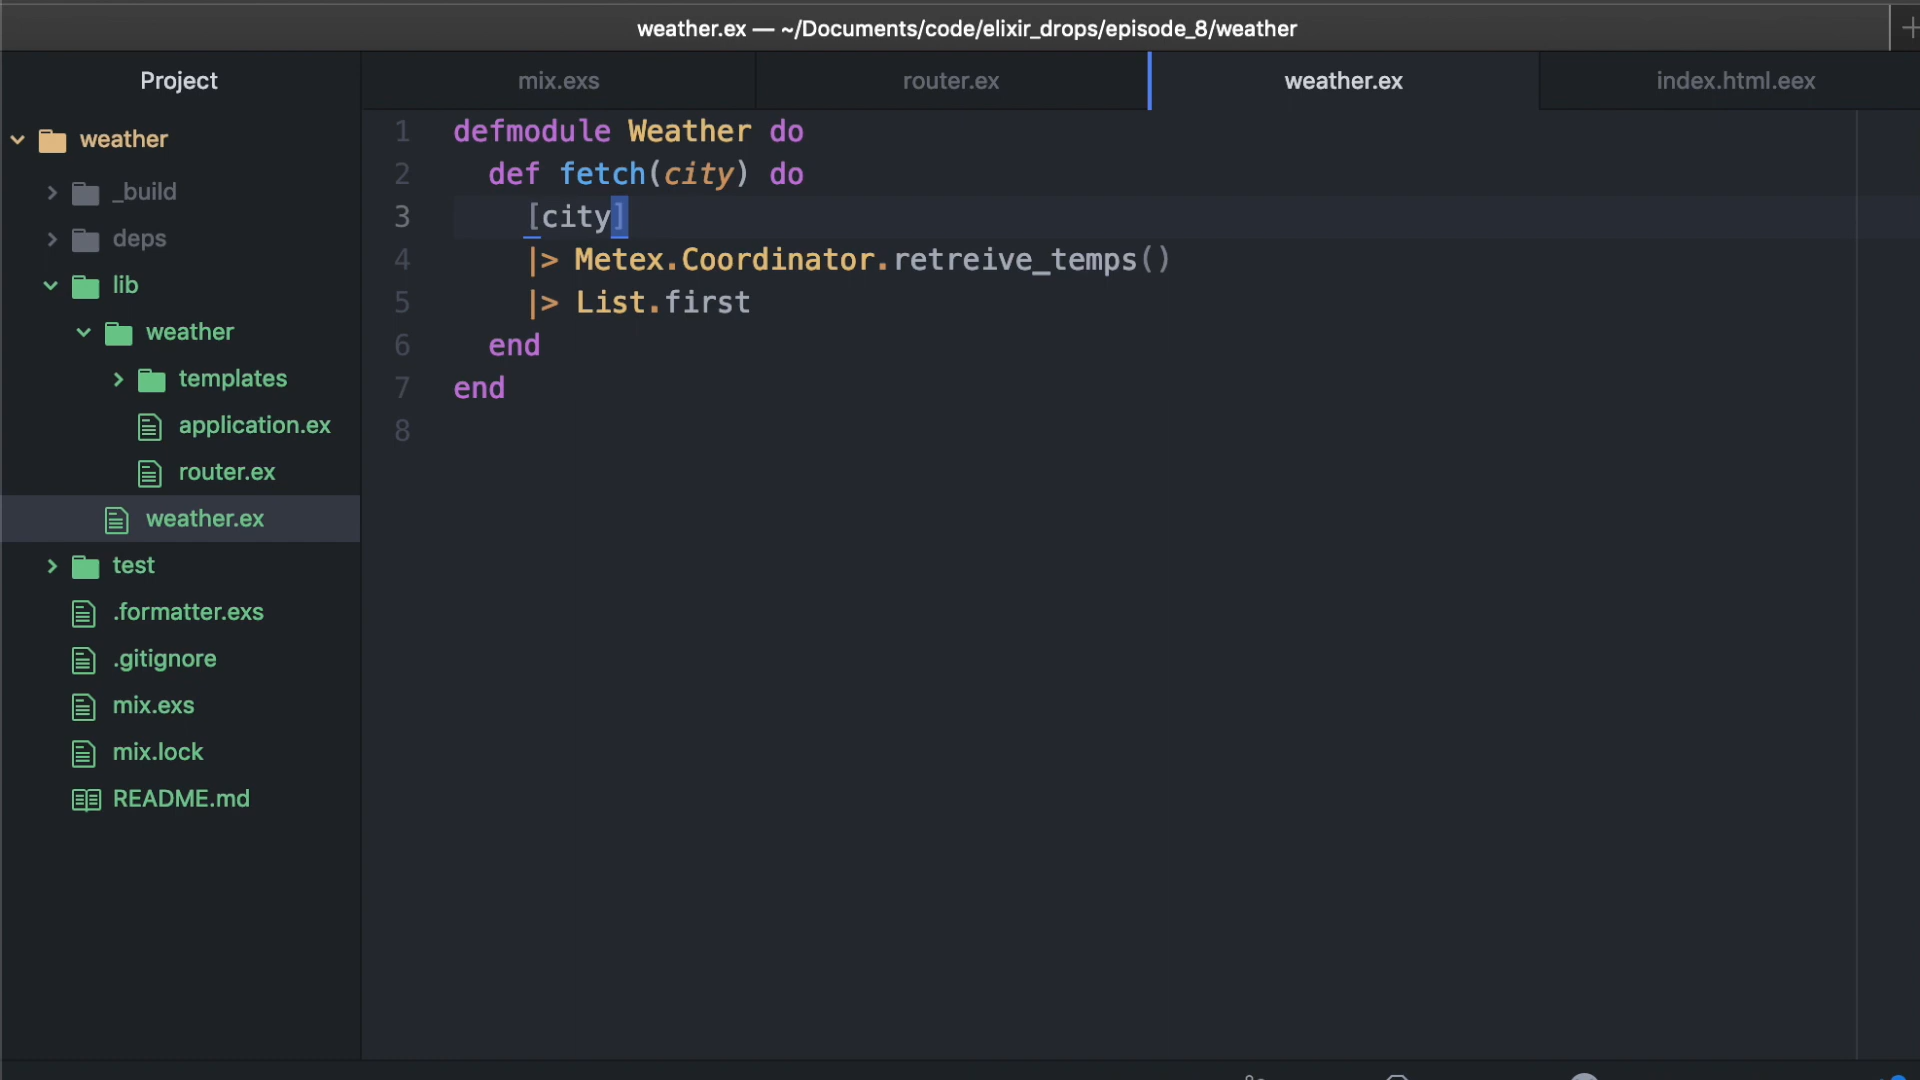 weather.ex — ~/Documents/code/elixir_drops/episode_8/weather
Project
mix.exs
router.ex
weather.ex
index.html.eex
weather
_build
deps
lib
weather
templates
application.ex
router.ex
weather.ex
test
.formatter.exs
.gitignore
mix.exs
mix.lock
README.md
1 defmodule Weather do
2   def fetch(city) do
3     [city]
4     |> Metex.Coordinator.retreive_temps()
5     |> List.first
6   end
7 end
8